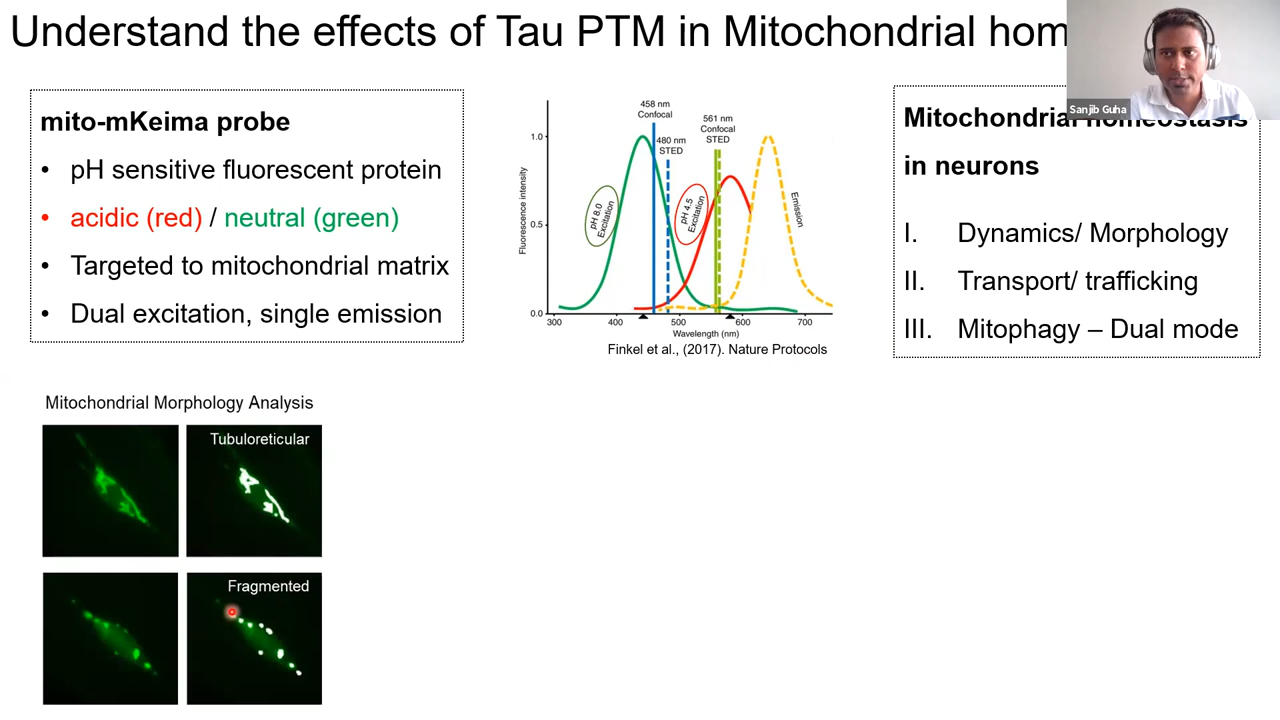 Understand the effects of Tau PTM in Mitochondrial hom
Sanjib Guha
mito-mKeima probe
• pH sensitive fluorescent protein
• acidic (red) / neutral (green)
• Targeted to mitochondrial matrix
• Dual excitation, single emission
458 nm
Confocal
480 nm
STED
561 nm
Confocal
STED
Fluorescence intensity
1.0
0.5
0.0
pH 8.0
Excitation
pH 4.5
Excitation
Emission
300 400 500 600 700
Wavelength (nm)
Finkel et al., (2017). Nature Protocols
Mitochondrial homeostasis
in neurons
I. Dynamics/ Morphology
II. Transport/ trafficking
III. Mitophagy – Dual mode
Mitochondrial Morphology Analysis
Tubuloreticular
Fragmented